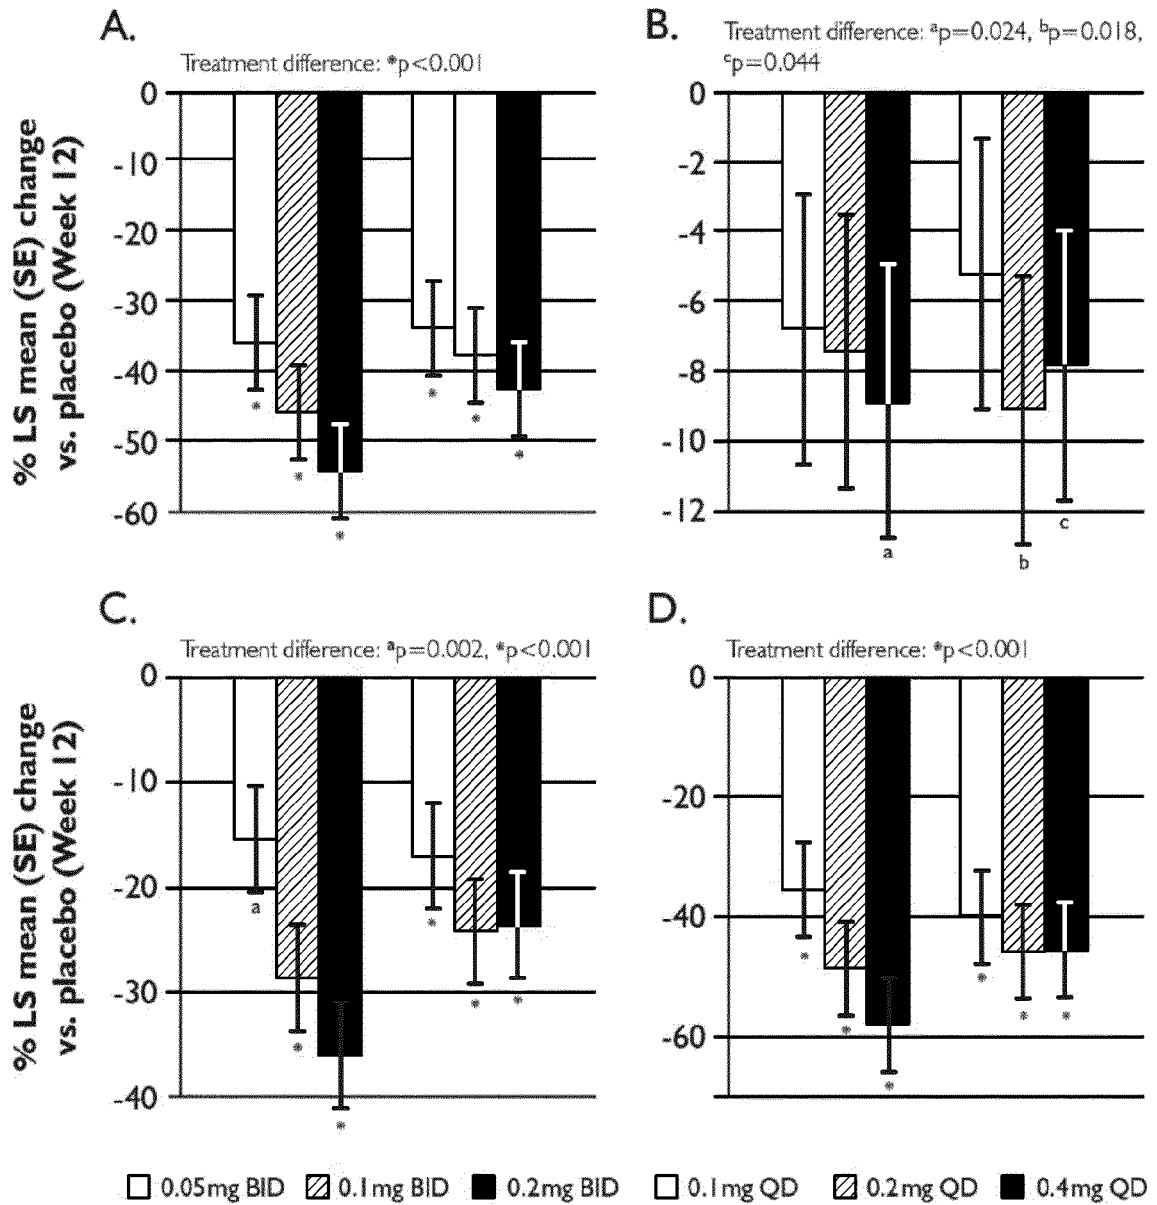 A.
Treatment difference: *p<0.001
0
-10
-20
-30
-40
-50
-60
% LS mean (SE) change
vs. placebo (Week 12)
*
*
*
*
*
*
B.
Treatment difference: ᵃp=0.024, ᵇp=0.018,
ᶜp=0.044
0
-2
-4
-6
-8
-10
-12
a
b
c
C.
Treatment difference: ᵃp=0.002, *p<0.001
0
-10
-20
-30
-40
% LS mean (SE) change
vs. placebo (Week 12)
a
*
*
*
*
*
D.
Treatment difference: *p<0.001
0
-20
-40
-60
*
*
*
*
*
*
0.05mg BID 0.1mg BID 0.2mg BID 0.1mg QD 0.2mg QD 0.4mg QD